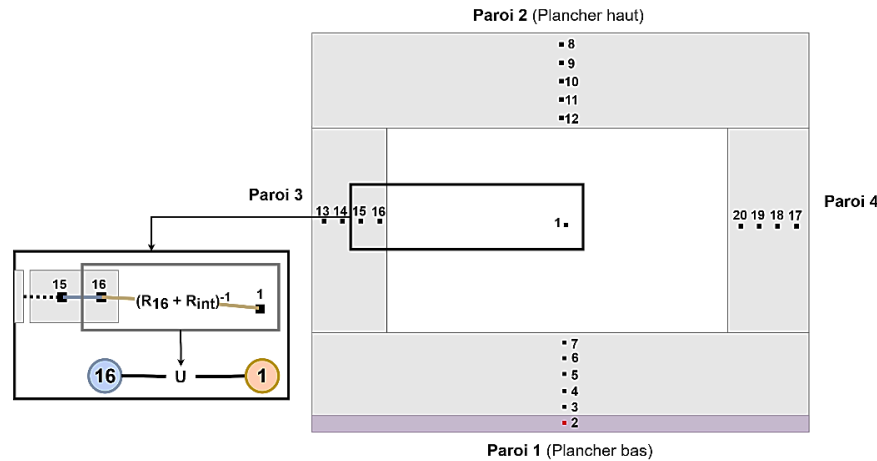 Paroi 2 (Plancher haut)
8
9
10
11
12
Paroi 3
13 14 15 16
1
20 19 18 17
Paroi 4
15 16 (R16 + Rint)-1 1
16 U 1
7
6
5
4
3
2
Paroi 1 (Plancher bas)